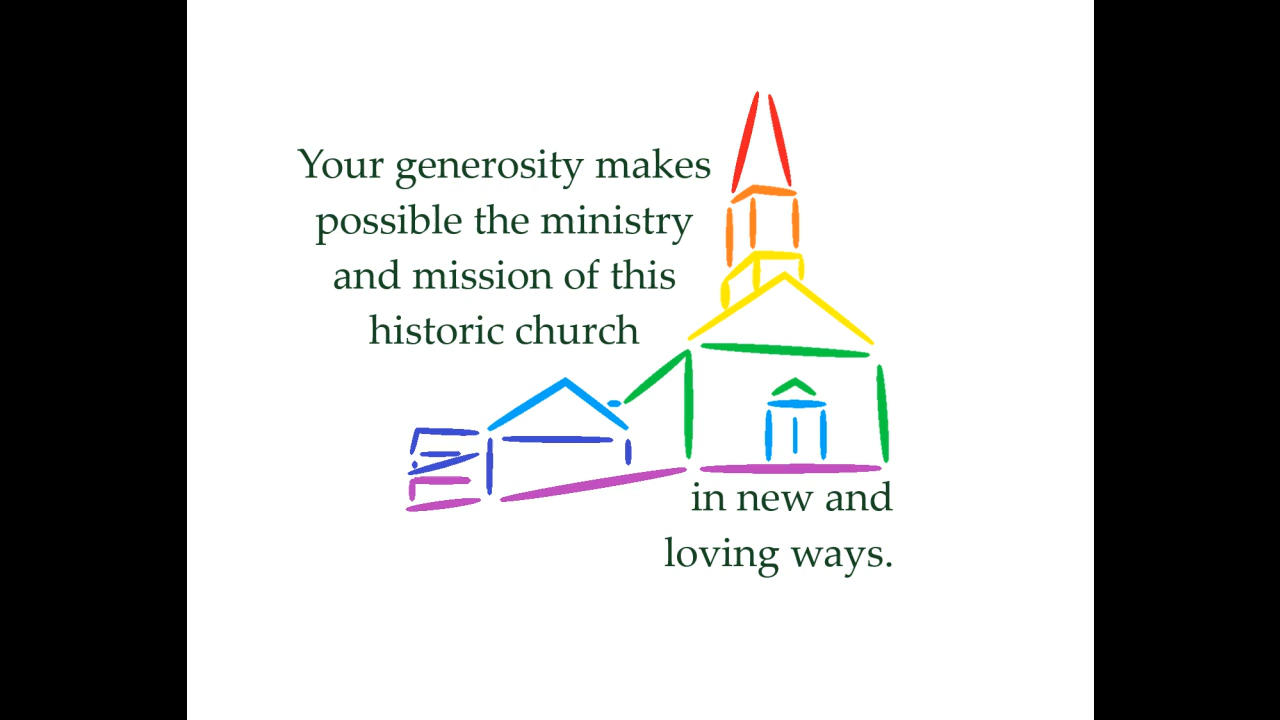 Your generosity makes
possible the ministry
and mission of this
historic church
in new and
loving ways.